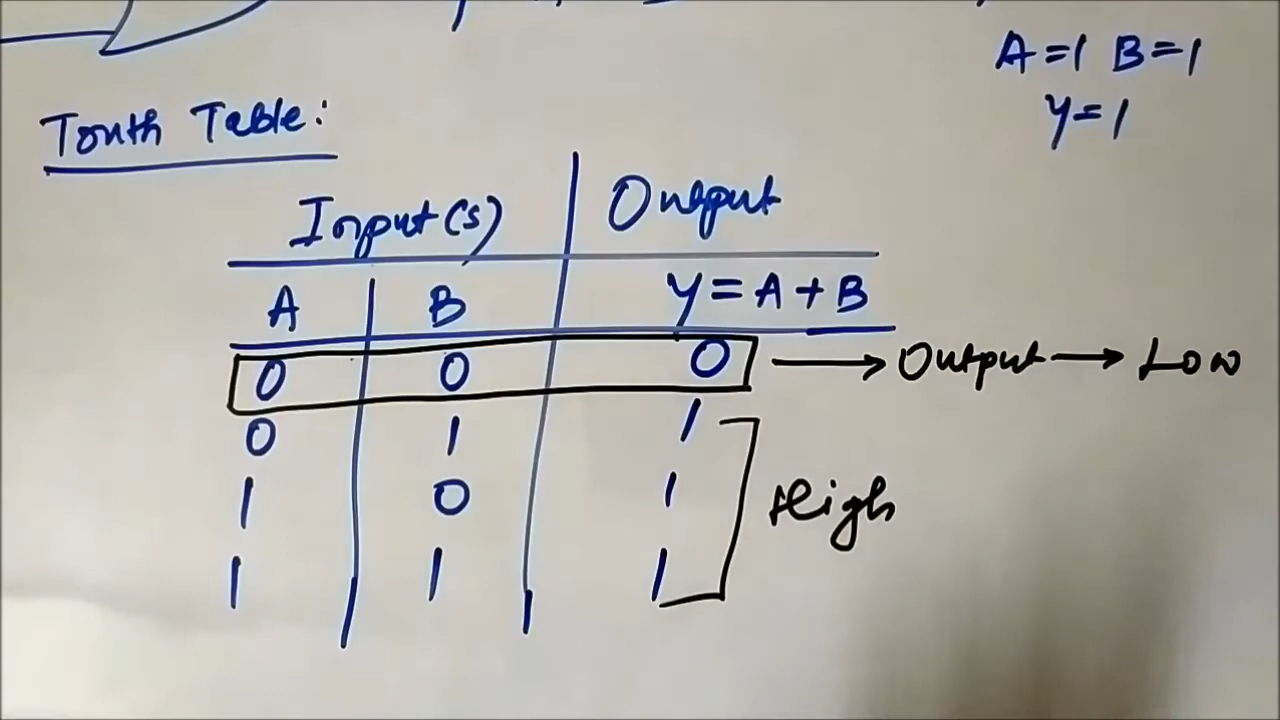 A=1 B=1
Y=1
Truth Table:
Input(s) Output
A B Y=A+B
0 0 0 → Output → Low
0 1 1
1 0 1 High
1 1 1